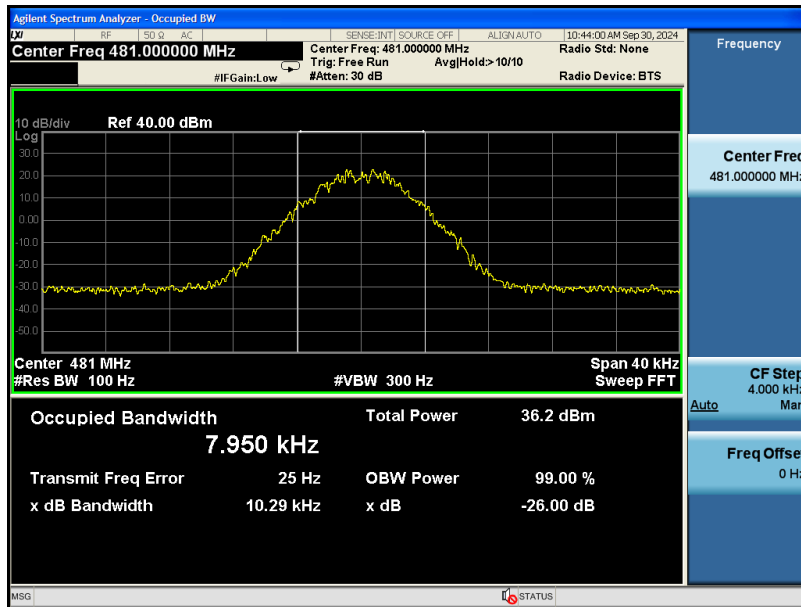 Agilent Spectrum Analyzer - Occupied BW
LXI RF 50 Ω AC SENSE:INT SOURCE OFF ALIGN AUTO 10:44:00 AM Sep 30, 2024
Center Freq 481.000000 MHz
Center Freq: 481.000000 MHz Radio Std: None
Trig: Free Run Avg|Hold:>10/10
#IFGain:Low #Atten: 30 dB Radio Device: BTS
10 dB/div Ref 40.00 dBm
Log
30.0
20.0
10.0
0.00
-10.0
-20.0
-30.0
-40.0
-50.0
Center 481 MHz Span 40 kHz
#Res BW 100 Hz #VBW 300 Hz Sweep FFT
Occupied Bandwidth Total Power 36.2 dBm
7.950 kHz
Transmit Freq Error 25 Hz OBW Power 99.00 %
x dB Bandwidth 10.29 kHz x dB -26.00 dB
MSG STATUS
Frequency
Center Freq
481.000000 MHz
CF Step
4.000 kHz
Auto Man
Freq Offset
0 Hz